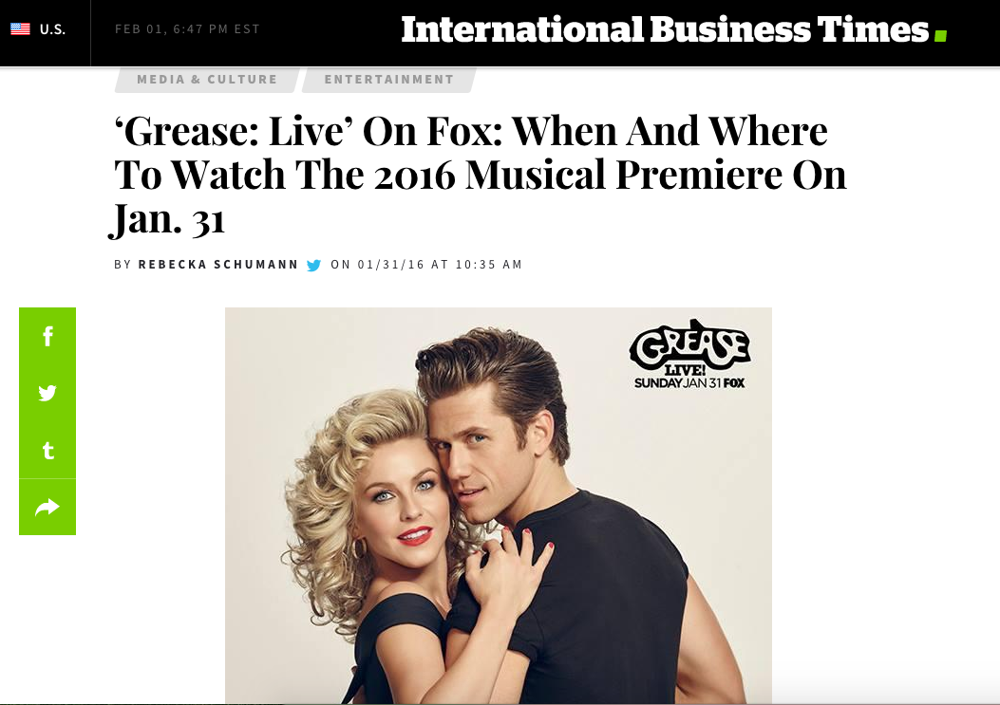 U.S.
FEB 01, 6:47 PM EST
International Business Times
MEDIA & CULTURE
ENTERTAINMENT
‘Grease: Live’ On Fox: When And Where
To Watch The 2016 Musical Premiere On
Jan. 31
BY REBECKA SCHUMANN ON 01/31/16 AT 10:35 AM
GREASE
LIVE!
SUNDAY JAN 31 FOX